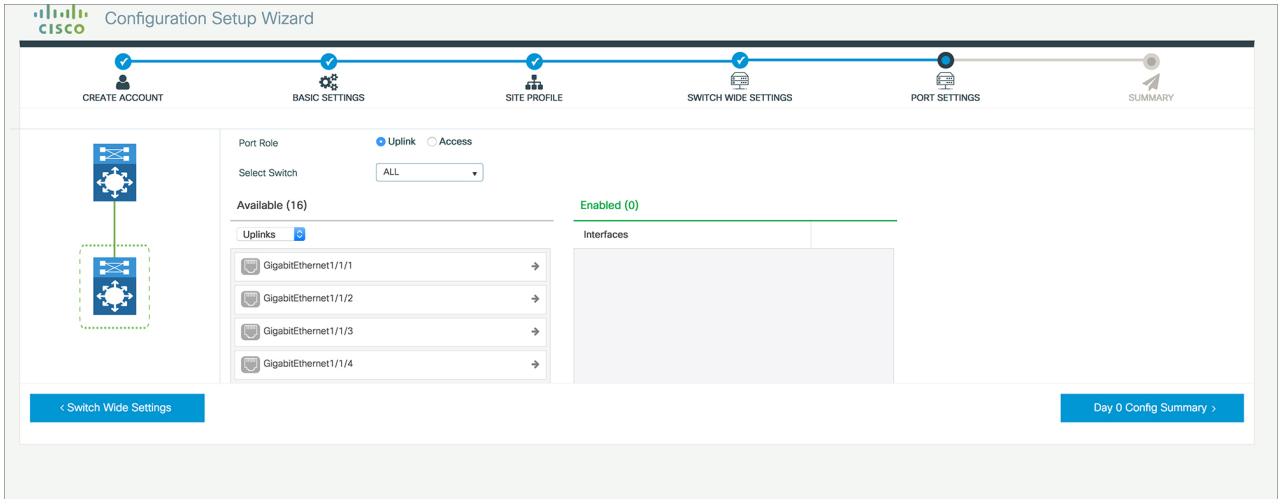 CISCO
Configuration Setup Wizard
CREATE ACCOUNT
BASIC SETTINGS
SITE PROFILE
SWITCH WIDE SETTINGS
PORT SETTINGS
SUMMARY
Port Role
Uplink
Access
Select Switch
ALL
Available (16)
Enabled (0)
Uplinks
Interfaces
GigabitEthernet1/1/1
GigabitEthernet1/1/2
GigabitEthernet1/1/3
GigabitEthernet1/1/4
< Switch Wide Settings
Day 0 Config Summary >